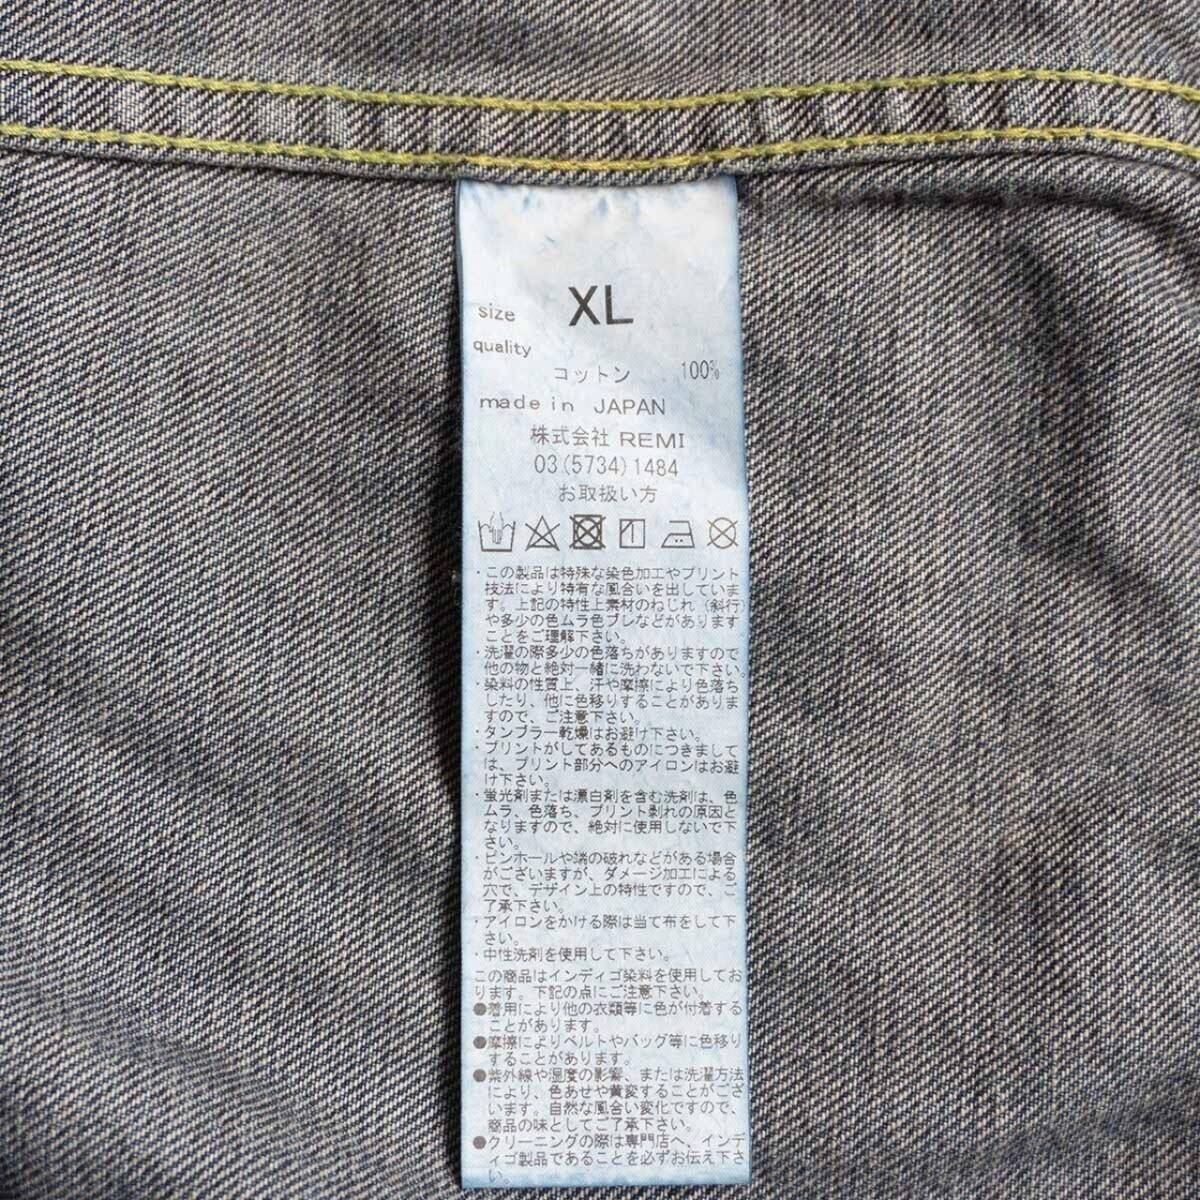 size XL
quality
コットン 100%
made in JAPAN
株式会社 REMI
03(5734)1484
お取扱い方
・この製品は特殊な染色加工やプリント
技法により特有な風合いを出していま
す。上記の特性上素材のねじれ(斜行)
や多少の色ムラ色ブレなどがあります
ことをご理解下さい。
・洗濯の際多少の色落ちがありますので
他の物と絶対一緒に洗わないで下さい。
・染料の性質上、汗や摩擦により色落ち
したり、他に色移りすることがありま
すので、ご注意下さい。
・タンブラー乾燥はお避け下さい。
・プリントがしてあるものにつきまして
は、プリント部分へのアイロンはお避
け下さい。
・蛍光剤または漂白剤を含む洗剤は、色
ムラ、色落ち、プリント剥れの原因と
なりますので、絶対に使用しないで下
さい。
・ピンホールや端の破れなどがある場合
がございますが、ダメージ加工による
穴で、デザイン上の特性ですので、ご
了承下さい。
・アイロンをかける際は当て布をして下
さい。
・中性洗剤を使用して下さい。
この商品はインディゴ染料を使用してお
ります。下記の点にご注意下さい。
●着用により他の衣類等に色が付着する
ことがあります。
●摩擦によりベルトやバッグ等に色移り
することがあります。
●紫外線や湿度の影響、または洗濯方法
により、色あせや黄変することがござ
います。自然な風合い変化ですので、
商品の味としてご了承下さい。
●クリーニングの際は専門店へ、インデ
ィゴ製品であることを必ずお伝え下さ
い。